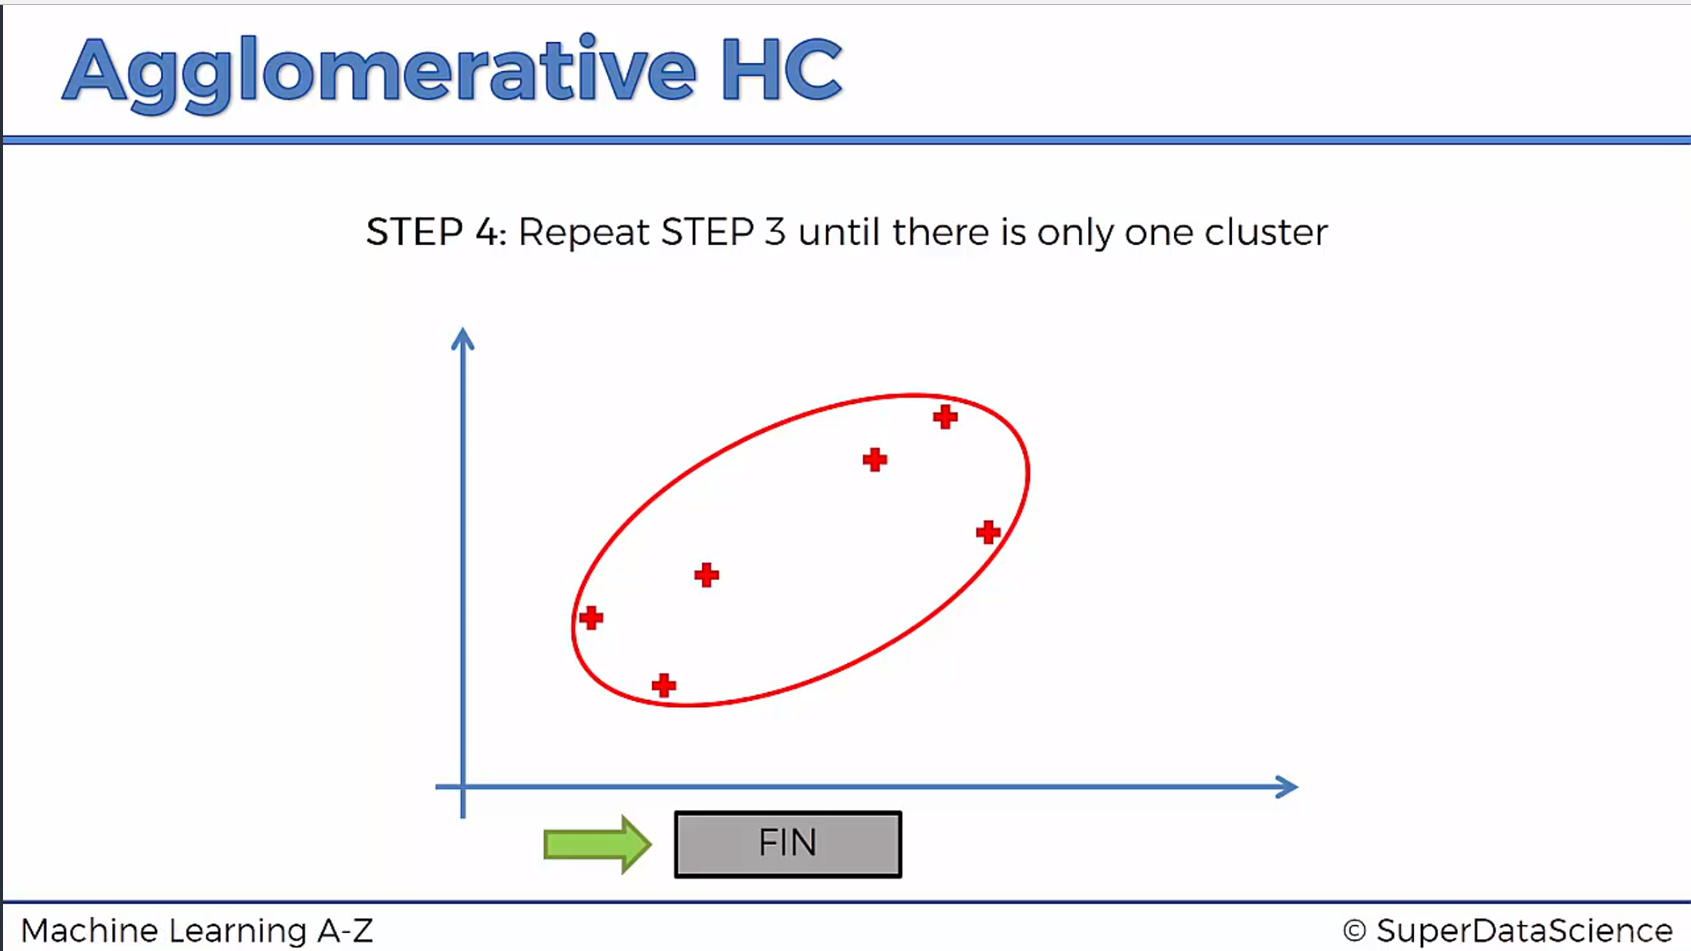 Agglomerative HC
STEP 4: Repeat STEP 3 until there is only one cluster
FIN
Machine Learning A-Z
© SuperDataScience